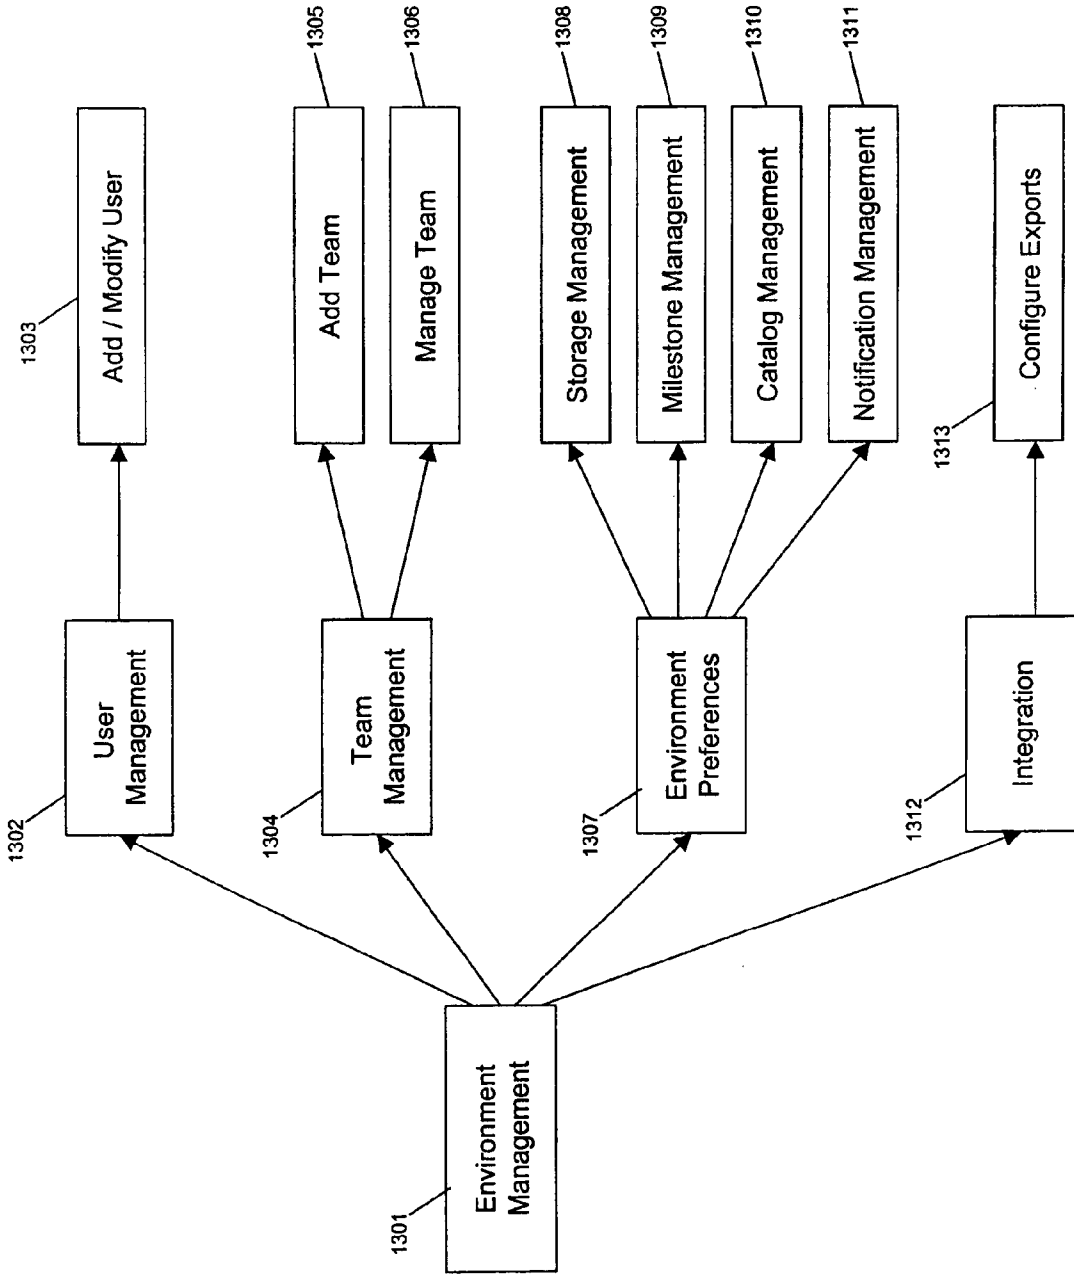 1301
Environment
Management
1302
User
Management
1303
Add / Modify User
1304
Team
Management
1305
Add Team
1306
Manage Team
1307
Environment
Preferences
1308
Storage Management
1309
Milestone Management
1310
Catalog Management
1311
Notification Management
1312
Integration
1313
Configure Exports